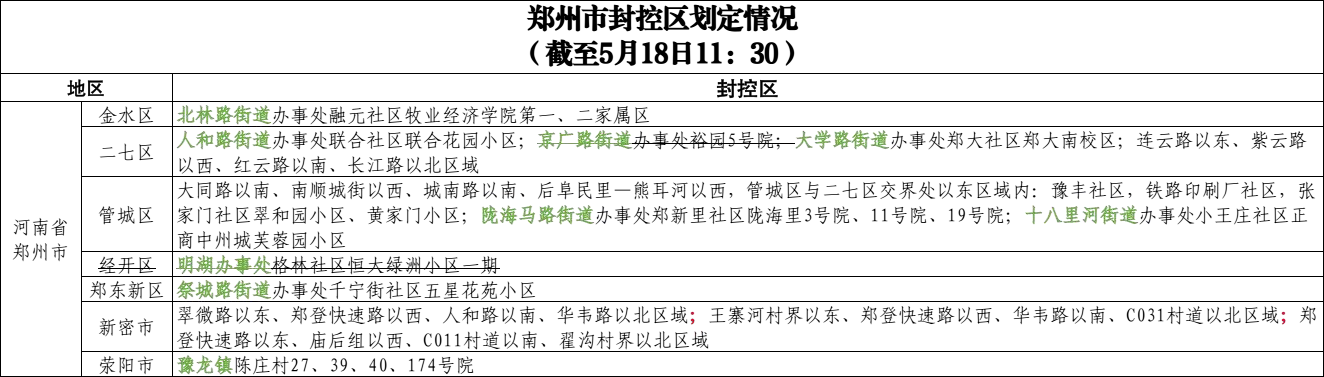 郑州市封控区划定情况
（截至5月18日11：30）
地区
封控区
河南省
郑州市
金水区
北林路街道办事处融元社区牧业经济学院第一、二家属区
二七区
人和路街道办事处联合社区联合花园小区；京广路街道办事处裕园5号院；大学路街道办事处郑大社区郑大南校区；连云路以东、紫云路
以西、红云路以南、长江路以北区域
管城区
大同路以南、南顺城街以西、城南路以南、后阜民里—熊耳河以西，管城区与二七区交界处以东区域内：豫丰社区，铁路印刷厂社区，张
家门社区翠和园小区、黄家门小区；陇海马路街道办事处郑新里社区陇海里3号院、11号院、19号院；十八里河街道办事处小王庄社区正
商中州城芙蓉园小区
经开区
明湖办事处格林社区恒大绿洲小区一期
郑东新区
祭城路街道办事处千宁街社区五星花苑小区
新密市
翠微路以东、郑登快速路以西、人和路以南、华韦路以北区域；王寨河村界以东、郑登快速路以西、华韦路以南、C031村道以北区域；郑
登快速路以东、庙后组以西、C011村道以南、翟沟村界以北区域
荥阳市
豫龙镇陈庄村27、39、40、174号院